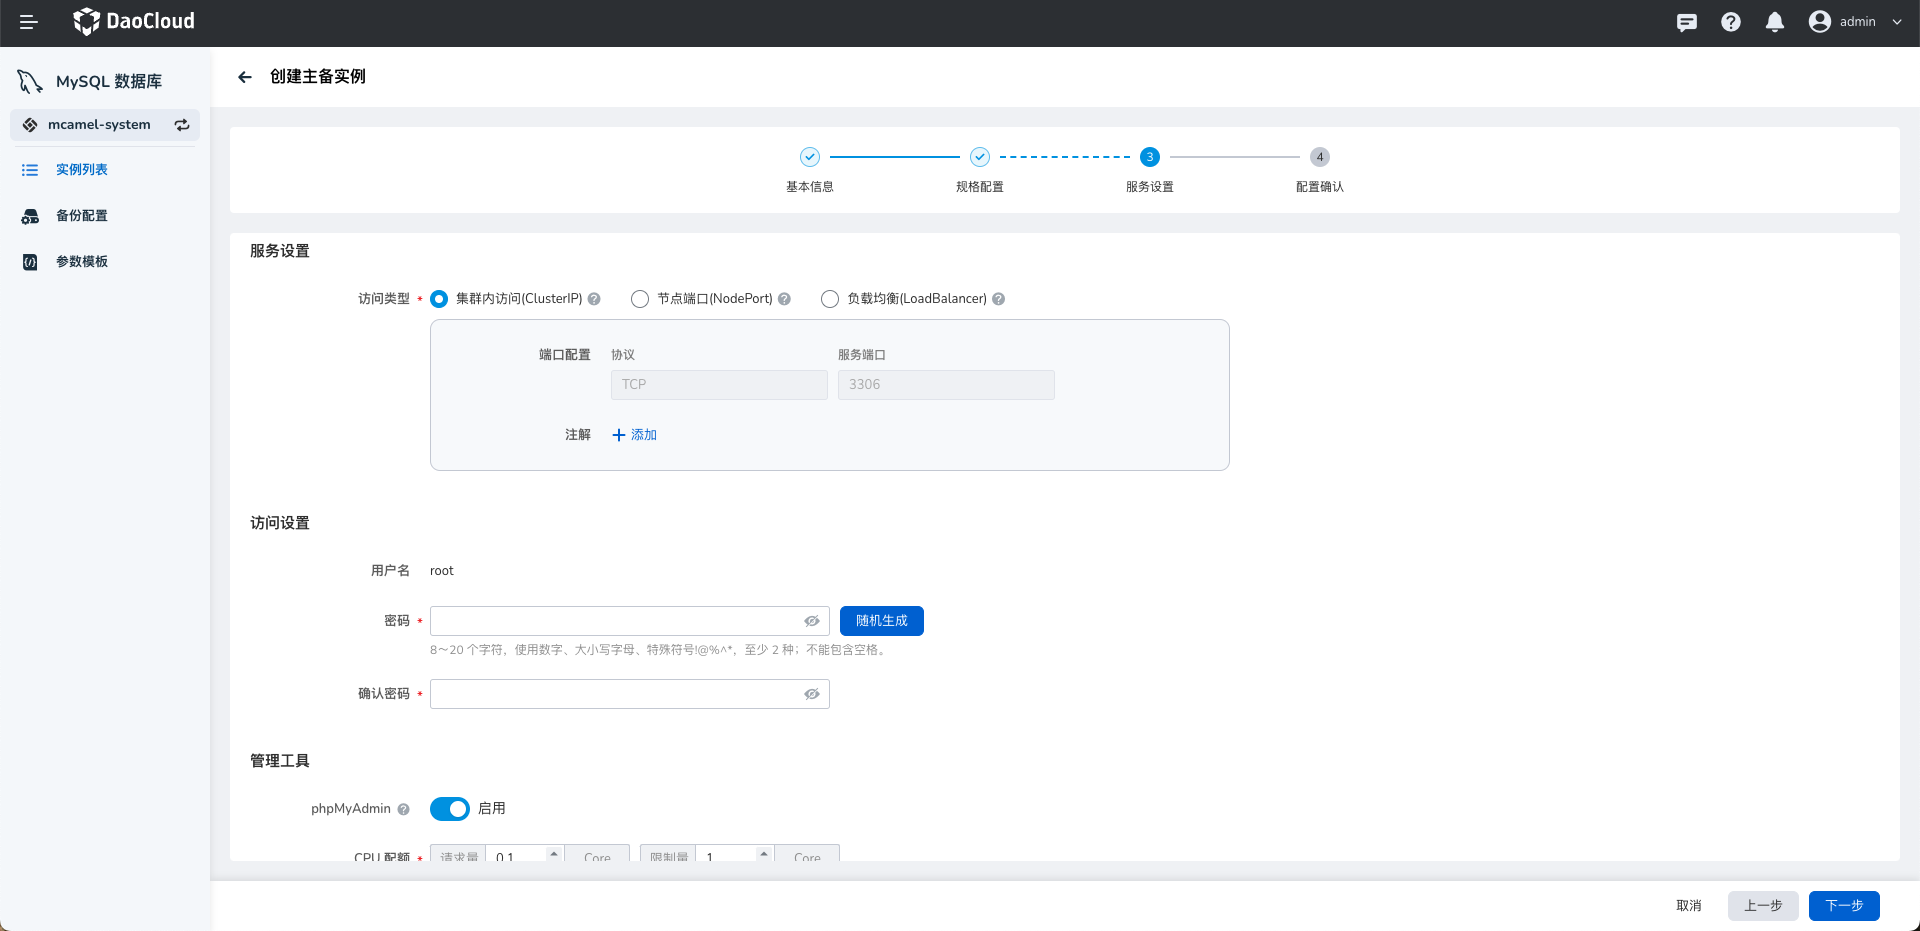 DaoCloud
admin
MySQL 数据库
mcamel-system
实例列表
备份配置
参数模板
创建主备实例
3
4
基本信息
规格配置
服务设置
配置确认
服务设置
访问类型 *
集群内访问(ClusterIP)
节点端口(NodePort)
负载均衡(LoadBalancer)
端口配置
协议
服务端口
TCP
3306
注解
添加
访问设置
用户名
root
密码 *
随机生成
8～20 个字符，使用数字、大小写字母、特殊符号!@%^*，至少 2 种；不能包含空格。
确认密码 *
管理工具
phpMyAdmin
启用
CPU 配额 *
请求量
0.1
Core
限制量
1
Core
取消
上一步
下一步